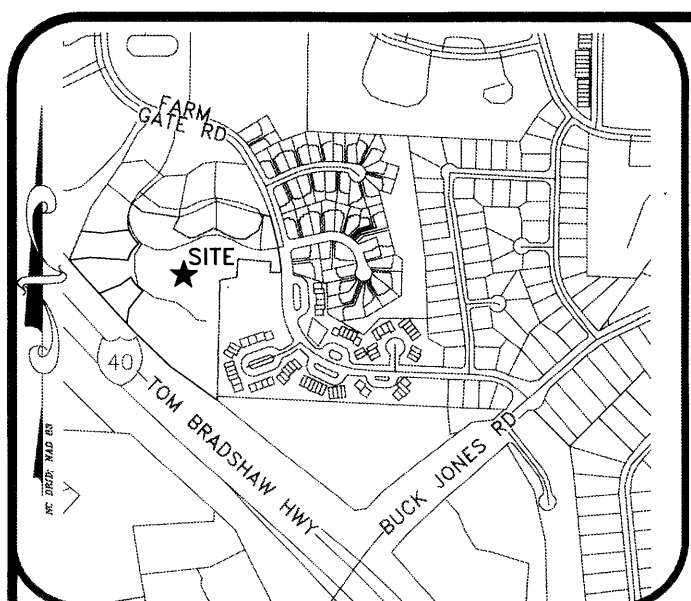 FARM
GATE RD
SITE
40
TOM BRADSHAW HWY
BUCK JONES RD
NC GRID; NAD 83